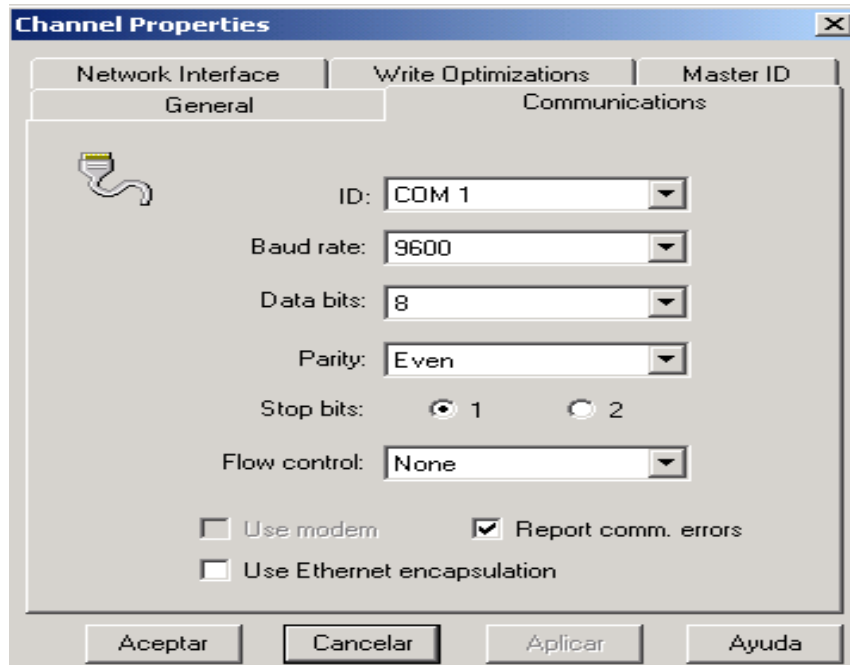 Channel Properties
Network Interface Write Optimizations Master ID
General Communications
ID: COM 1
Baud rate: 9600
Data bits: 8
Parity: Even
Stop bits: 1 2
Flow control: None
Use modem Report comm. errors
Use Ethernet encapsulation
Aceptar Cancelar Aplicar Ayuda